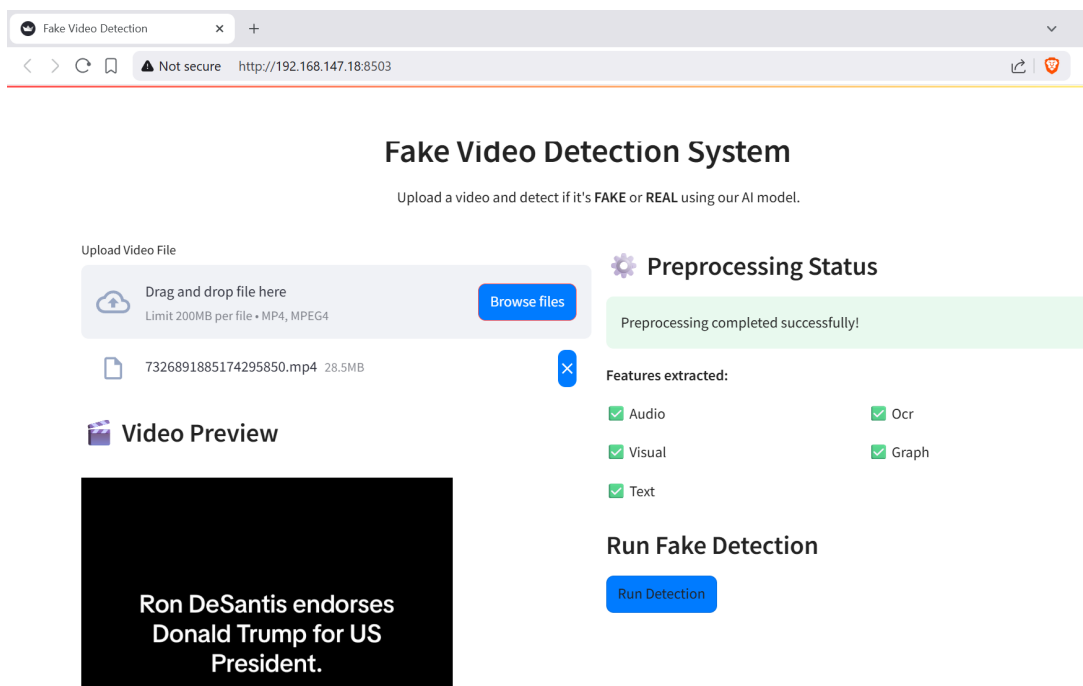 Fake Video Detection
Not secure http://192.168.147.18:8503
Fake Video Detection System
Upload a video and detect if it's FAKE or REAL using our AI model.
Upload Video File
Drag and drop file here
Limit 200MB per file • MP4, MPEG4
Browse files
7326891885174295850.mp4 28.5MB
Video Preview
Ron DeSantis endorses
Donald Trump for US
President.
Preprocessing Status
Preprocessing completed successfully!
Features extracted:
Audio
Visual
Text
Ocr
Graph
Run Fake Detection
Run Detection